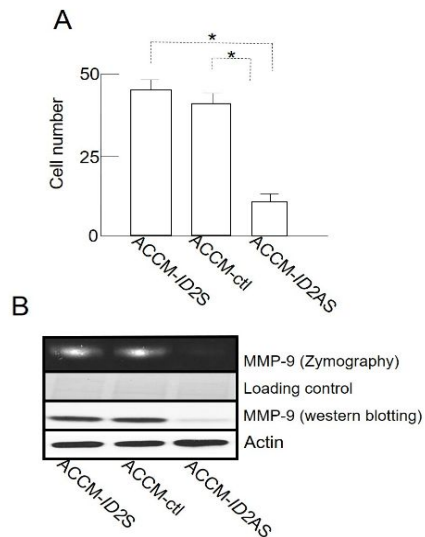 A
*
*
50
25
0
Cell number
ACCM-ID2S
ACCM-ctl
ACCM-ID2AS
B
MMP-9 (Zymography)
Loading control
MMP-9 (western blotting)
Actin
ACCM-ID2S
ACCM-ctl
ACCM-ID2AS